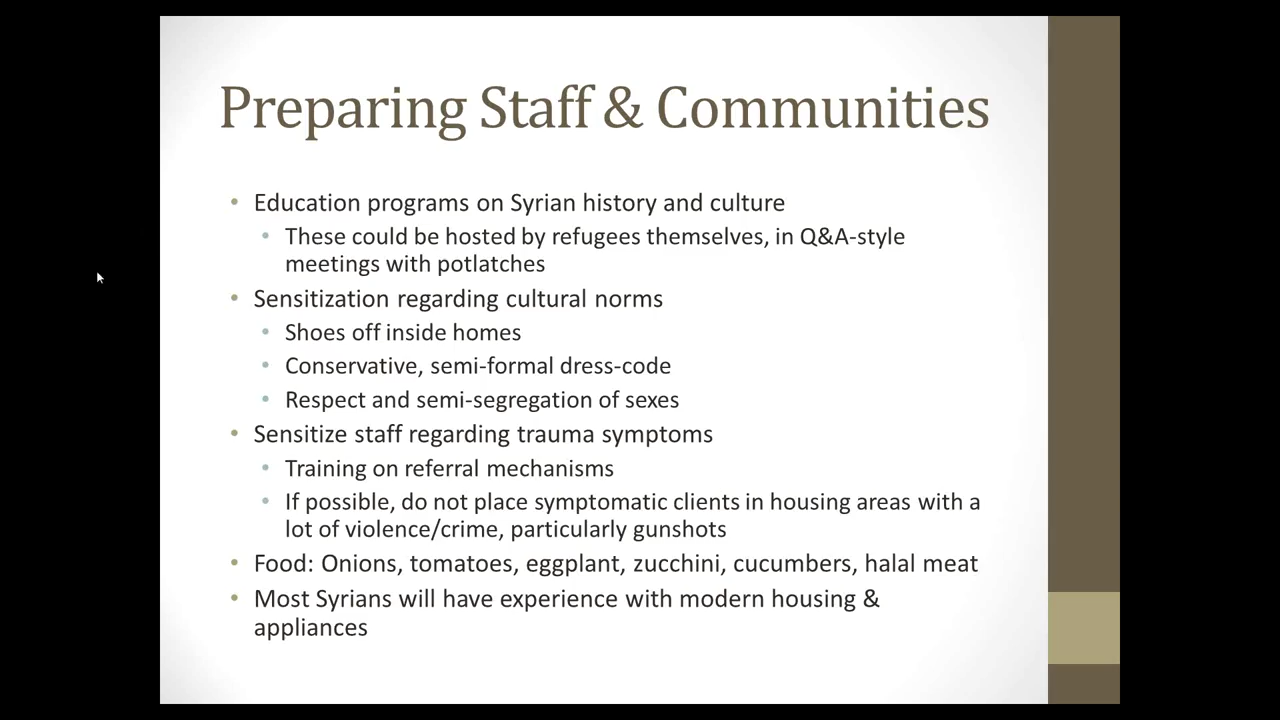 Preparing Staff & Communities
• Education programs on Syrian history and culture
• These could be hosted by refugees themselves, in Q&A-style
meetings with potlatches
• Sensitization regarding cultural norms
• Shoes off inside homes
• Conservative, semi-formal dress-code
• Respect and semi-segregation of sexes
• Sensitize staff regarding trauma symptoms
• Training on referral mechanisms
• If possible, do not place symptomatic clients in housing areas with a
lot of violence/crime, particularly gunshots
• Food: Onions, tomatoes, eggplant, zucchini, cucumbers, halal meat
• Most Syrians will have experience with modern housing &
appliances